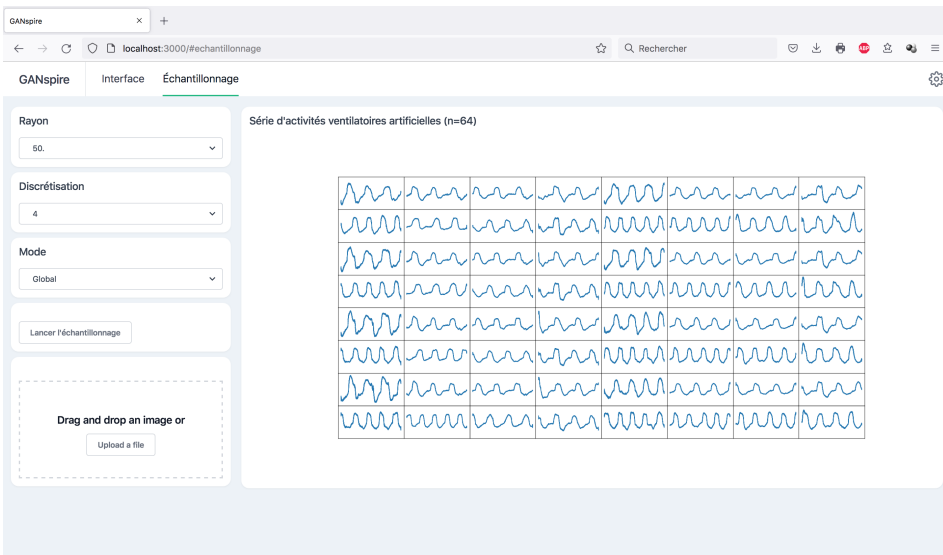 GANspire
localhost:3000/#echantillonnage
Rechercher
ABP
GANspire Interface Échantillonnage
Rayon
50.
Discrétisation
4
Mode
Global
Lancer l'échantillonnage
Drag and drop an image or
Upload a file
Série d'activités ventilatoires artificielles (n=64)